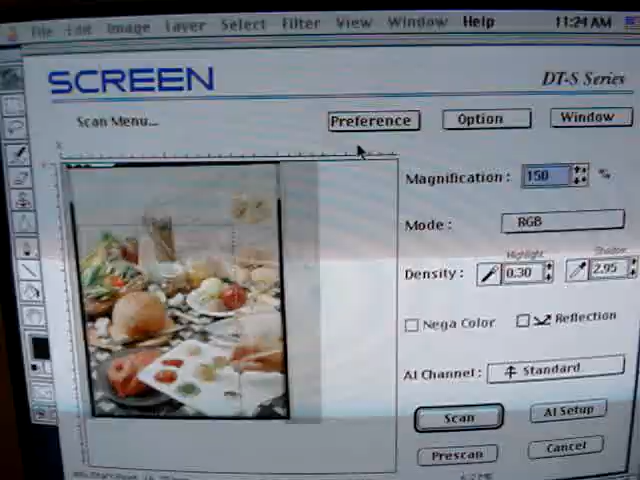 File Edit Image Layer Select Filter View Window Help 11:24 AM
SCREEN
DT-S Series
Scan Menu...
Preference
Option
Window
Magnification : 150 %
Mode : RGB
Highlight
Shadow
Density : 0.30 2.95
Nega Color
Reflection
AI Channel : Standard
Scan
AI Setup
Prescan
Cancel